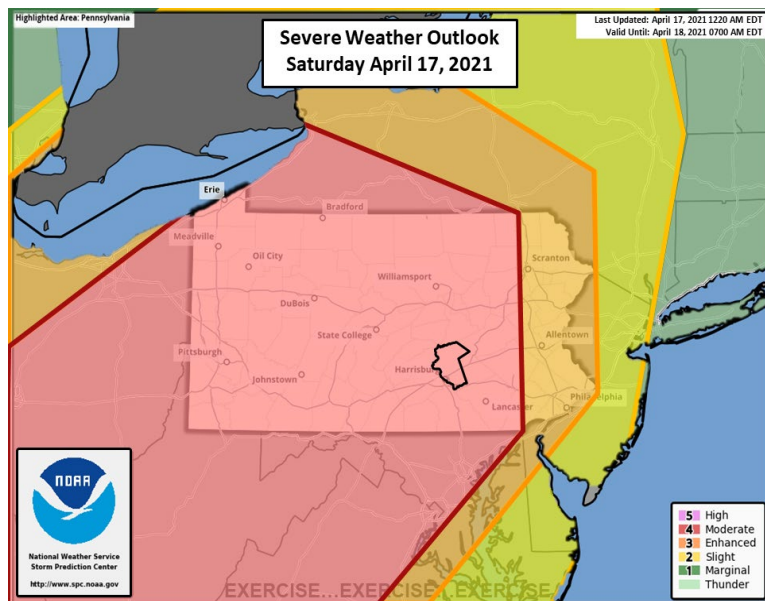 Highlighted Area: Pennsylvania
Severe Weather Outlook
Saturday April 17, 2021
Last Updated: April 17, 2021 1220 AM EDT
Valid Until: April 18, 2021 0700 AM EDT
Erie
Bradford
Meadville
Oil City
Scranton
Williamsport
DuBois
State College
Allentown
Pittsburgh
Harrisbu
Johnstown
Lancaster
Philadelphia
NOAA
National Weather Service
Storm Prediction Center
http://www.spc.noaa.gov
5 High
4 Moderate
3 Enhanced
2 Slight
1 Marginal
Thunder
EXERCISE...EXERCISE...EXERCISE